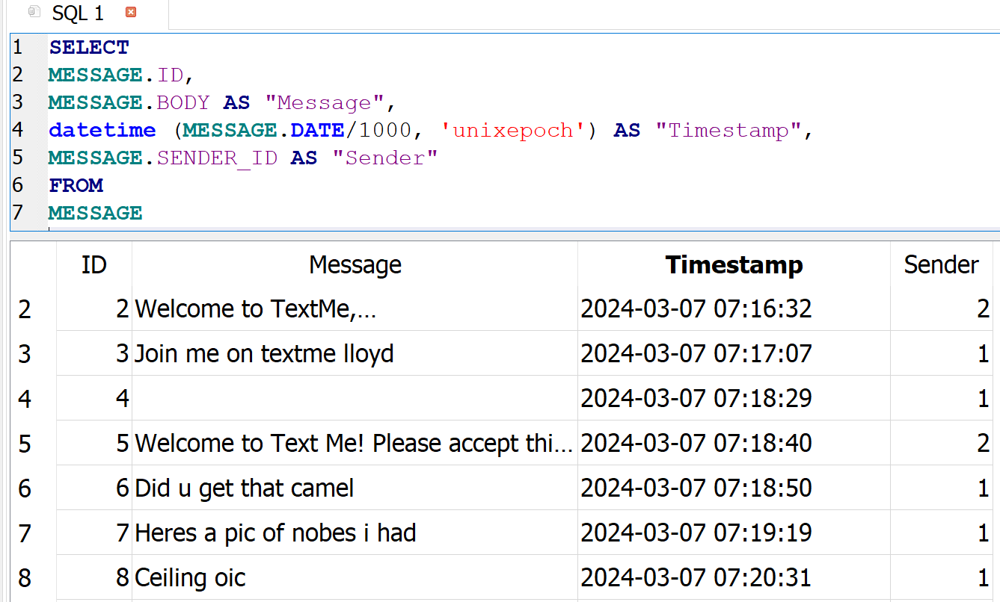 SQL 1
1 SELECT
2 MESSAGE.ID,
3 MESSAGE.BODY AS "Message",
4 datetime (MESSAGE.DATE/1000, 'unixepoch') AS "Timestamp",
5 MESSAGE.SENDER_ID AS "Sender"
6 FROM
7 MESSAGE
ID Message Timestamp Sender
2 2 Welcome to TextMe,... 2024-03-07 07:16:32 2
3 3 Join me on textme lloyd 2024-03-07 07:17:07 1
4 4 2024-03-07 07:18:29 1
5 5 Welcome to Text Me! Please accept thi... 2024-03-07 07:18:40 2
6 6 Did u get that camel 2024-03-07 07:18:50 1
7 7 Heres a pic of nobes i had 2024-03-07 07:19:19 1
8 8 Ceiling oic 2024-03-07 07:20:31 1